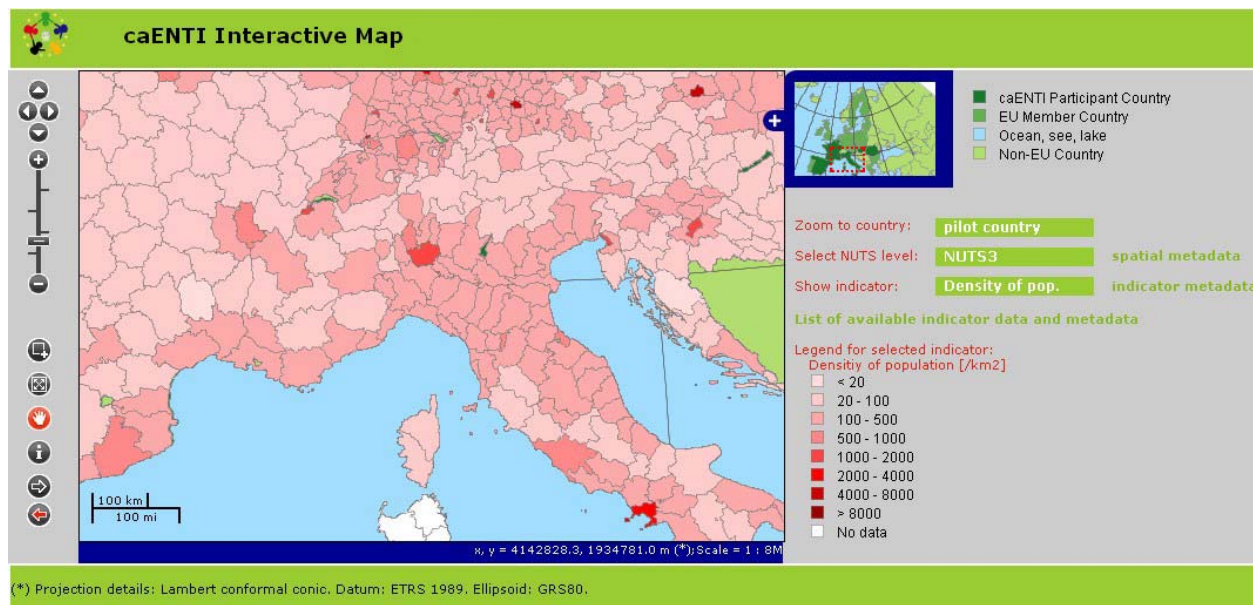 caENTI Interactive Map
caENTI Participant Country
EU Member Country
Ocean, see, lake
Non-EU Country
Zoom to country: pilot country
Select NUTS level: NUTS3 spatial metadata
Show indicator: Density of pop. indicator metadata
List of available indicator data and metadata
Legend for selected indicator:
Densitiy of population [/km2]
< 20
20 - 100
100 - 500
500 - 1000
1000 - 2000
2000 - 4000
4000 - 8000
> 8000
No data
100 km
100 mi
x, y = 4142828.3, 1934781.0 m (*);Scale = 1 : 8M
(*) Projection details: Lambert conformal conic. Datum: ETRS 1989. Ellipsoid: GRS80.